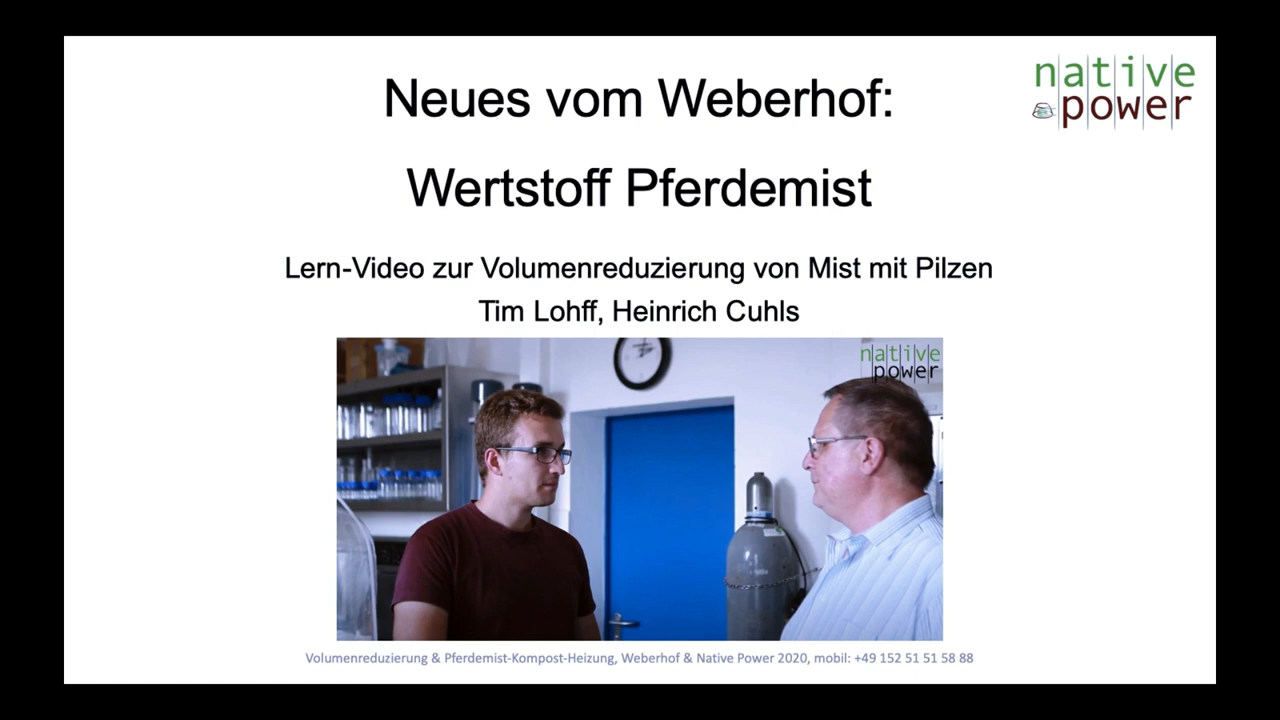 Neues vom Weberhof:
native
power
Wertstoff Pferdemist
Lern-Video zur Volumenreduzierung von Mist mit Pilzen
Tim Lohff, Heinrich Cuhls
native
power
Volumenreduzierung & Pferdemist-Kompost-Heizung, Weberhof & Native Power 2020, mobil: +49 152 51 51 58 88